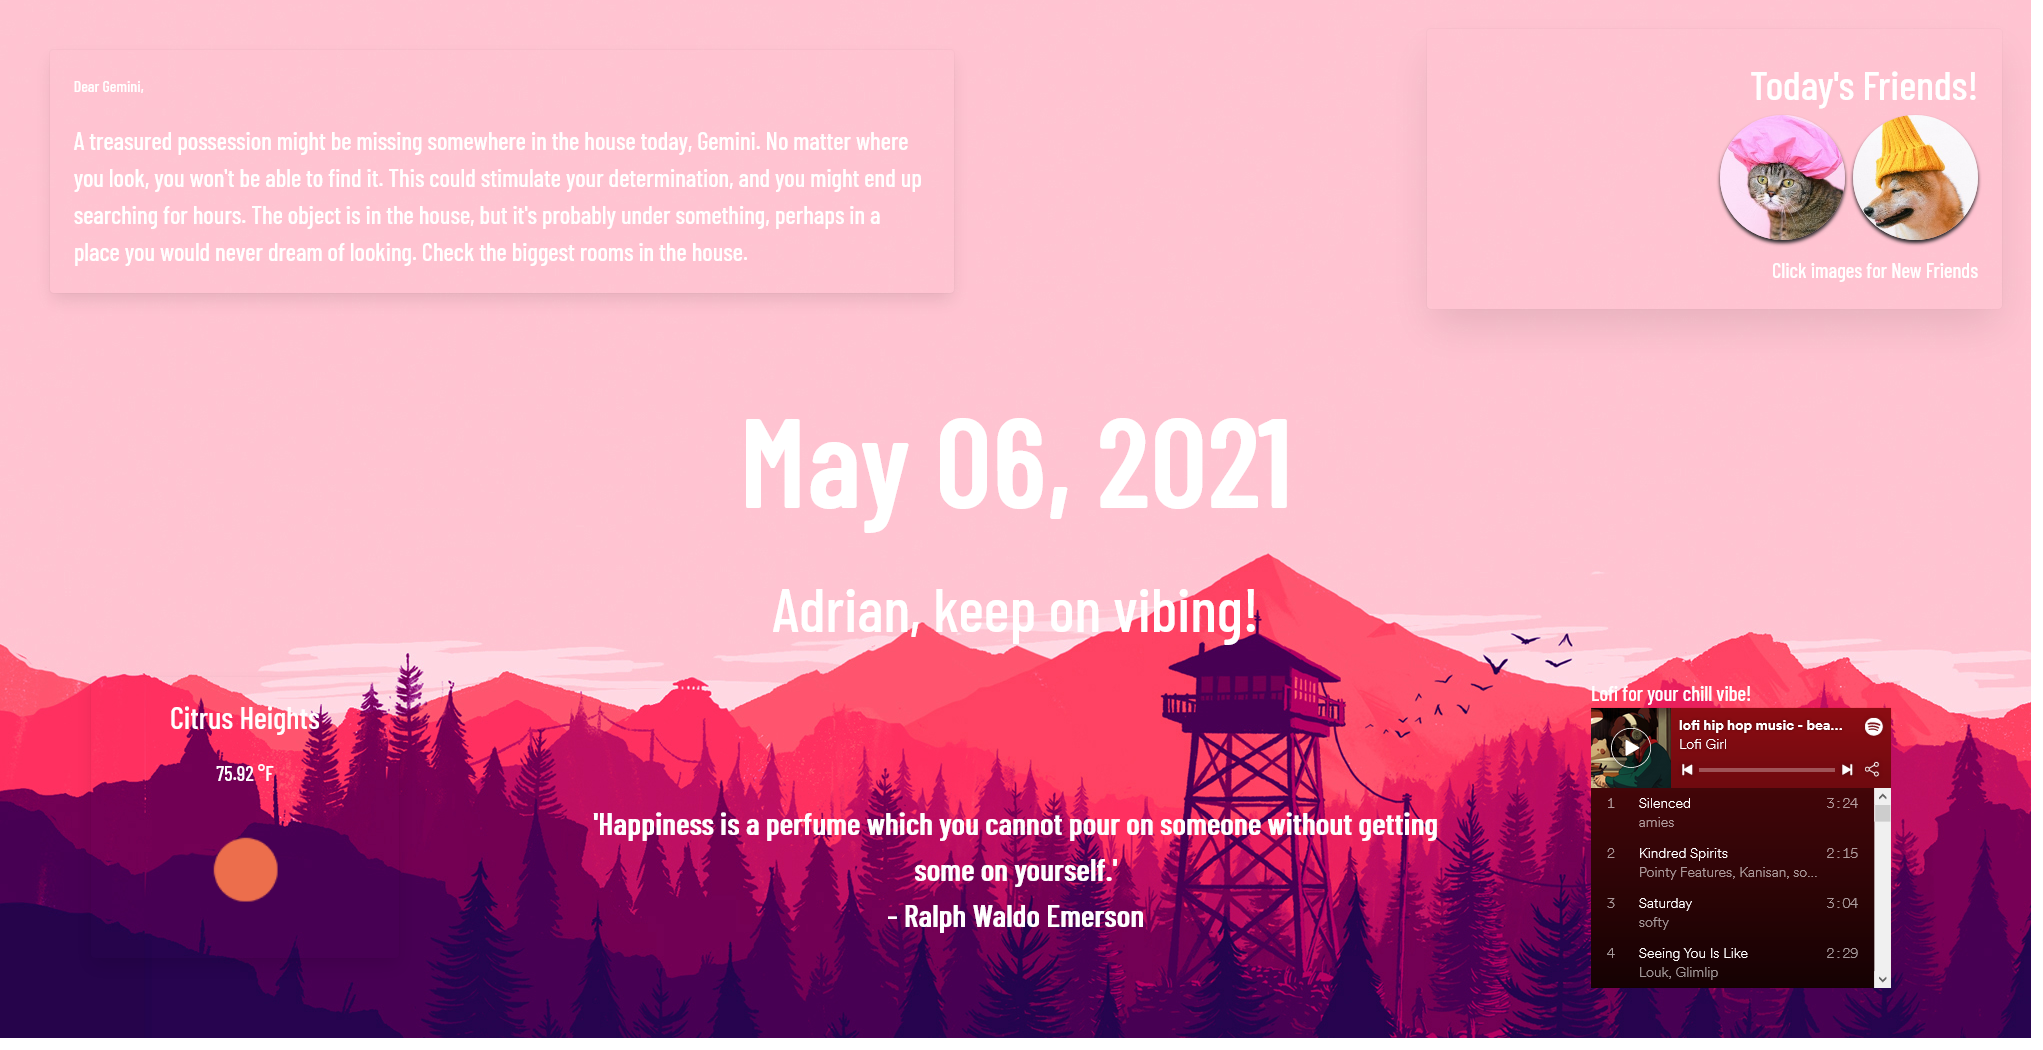 Dear Gemini,
A treasured possession might be missing somewhere in the house today, Gemini. No matter where
you look, you won't be able to find it. This could stimulate your determination, and you might end up
searching for hours. The object is in the house, but it's probably under something, perhaps in a
place you would never dream of looking. Check the biggest rooms in the house.
Today's Friends!
Click images for New Friends
May 06, 2021
Adrian, keep on vibing!
Citrus Heights
75.92 °F
'Happiness is a perfume which you cannot pour on someone without getting
some on yourself.'
- Ralph Waldo Emerson
Lofi for your chill vibe!
lofi hip hop music - bea...
Lofi Girl
1 Silenced 3:24
amies
2 Kindred Spirits 2:15
Pointy Features, Kanisan, so...
3 Saturday 3:04
softy
4 Seeing You Is Like 2:29
Louk, Glimlip